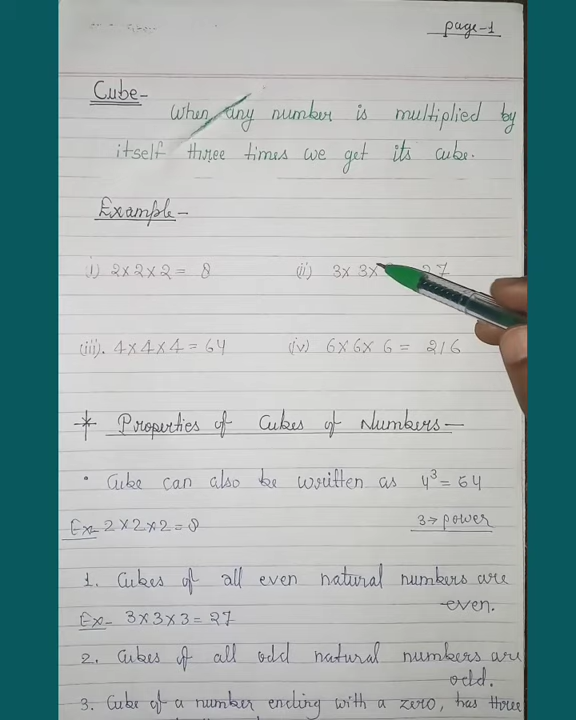 page-1
Cube-
When any number is multiplied by
itself three times we get its cube.
Example-
(i) 2×2×2 = 8 (ii) 3× 3× 27
(iii). 4×4×4 = 64 (iv) 6×6× 6 = 216
* Properties of Cubes of Numbers-
• Cube can also be written as 4³ = 64
Ex- 2×2×2=8 3→power
1. Cubes of all even natural numbers are
-even.
Ex- 3×3×3 = 27
2. Cubes of all odd natural numbers are
odd.
3. Cube of a number ending with a zero, has three